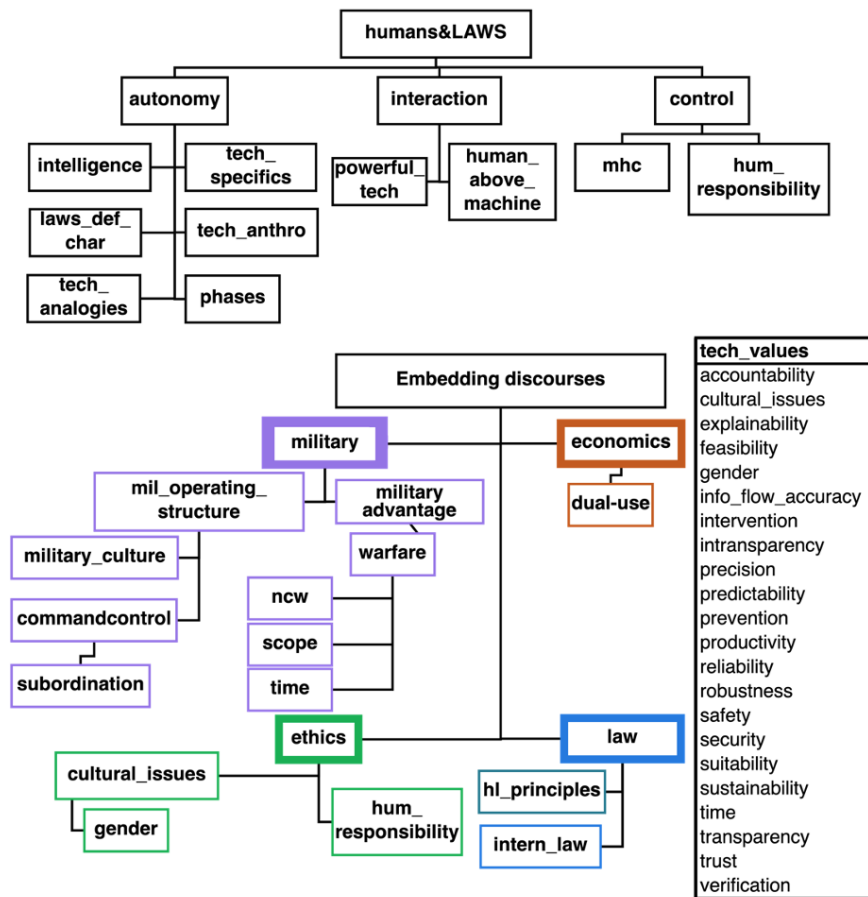 humans&LAWS
autonomy
interaction
control
intelligence
tech_
specifics
powerful_
tech
human_
above_
machine
mhc
hum_
responsibility
laws_def_
char
tech_anthro
tech_
analogies
phases
Embedding discourses
military
economics
mil_operating_
structure
military
advantage
dual-use
military_culture
warfare
ncw
commandcontrol
scope
subordination
time
ethics
law
cultural_issues
hl_principles
gender
hum_
responsibility
intern_law
tech_values
accountability
cultural_issues
explainability
feasibility
gender
info_flow_accuracy
intervention
intransparency
precision
predictability
prevention
productivity
reliability
robustness
safety
security
suitability
sustainability
time
transparency
trust
verification